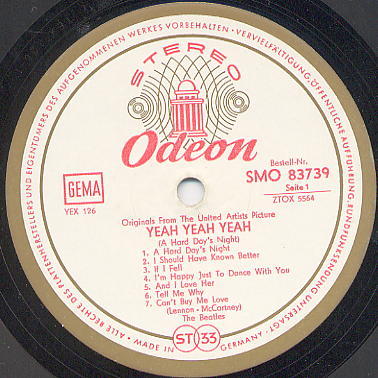 ALLE RECHTE DES PLATTENHERSTELLERS UND EIGENTÜMERS DES AUFGENOMMENEN WERKES VORBEHALTEN · VERVIELFÄLTIGUNG, ÖFFENTLICHE AUFFÜHRUNG, RUNDFUNKSENDUNG UNTERSAGT · MADE IN GERMANY
STEREO
Odeon
Bestell-Nr.
SMO 83739
Seite 1
ZTOX 5564
GEMA
YEX 126
Originals From The United Artists Picture
YEAH YEAH YEAH
(A Hard Day's Night)
1. A Hard Day's Night
2. I Should Have Known Better
3. If I Fell
4. I'm Happy Just To Dance With You
5. And I Love Her
6. Tell Me Why
7. Can't Buy Me Love
(Lennon - McCartney)
The Beatles
ST 33